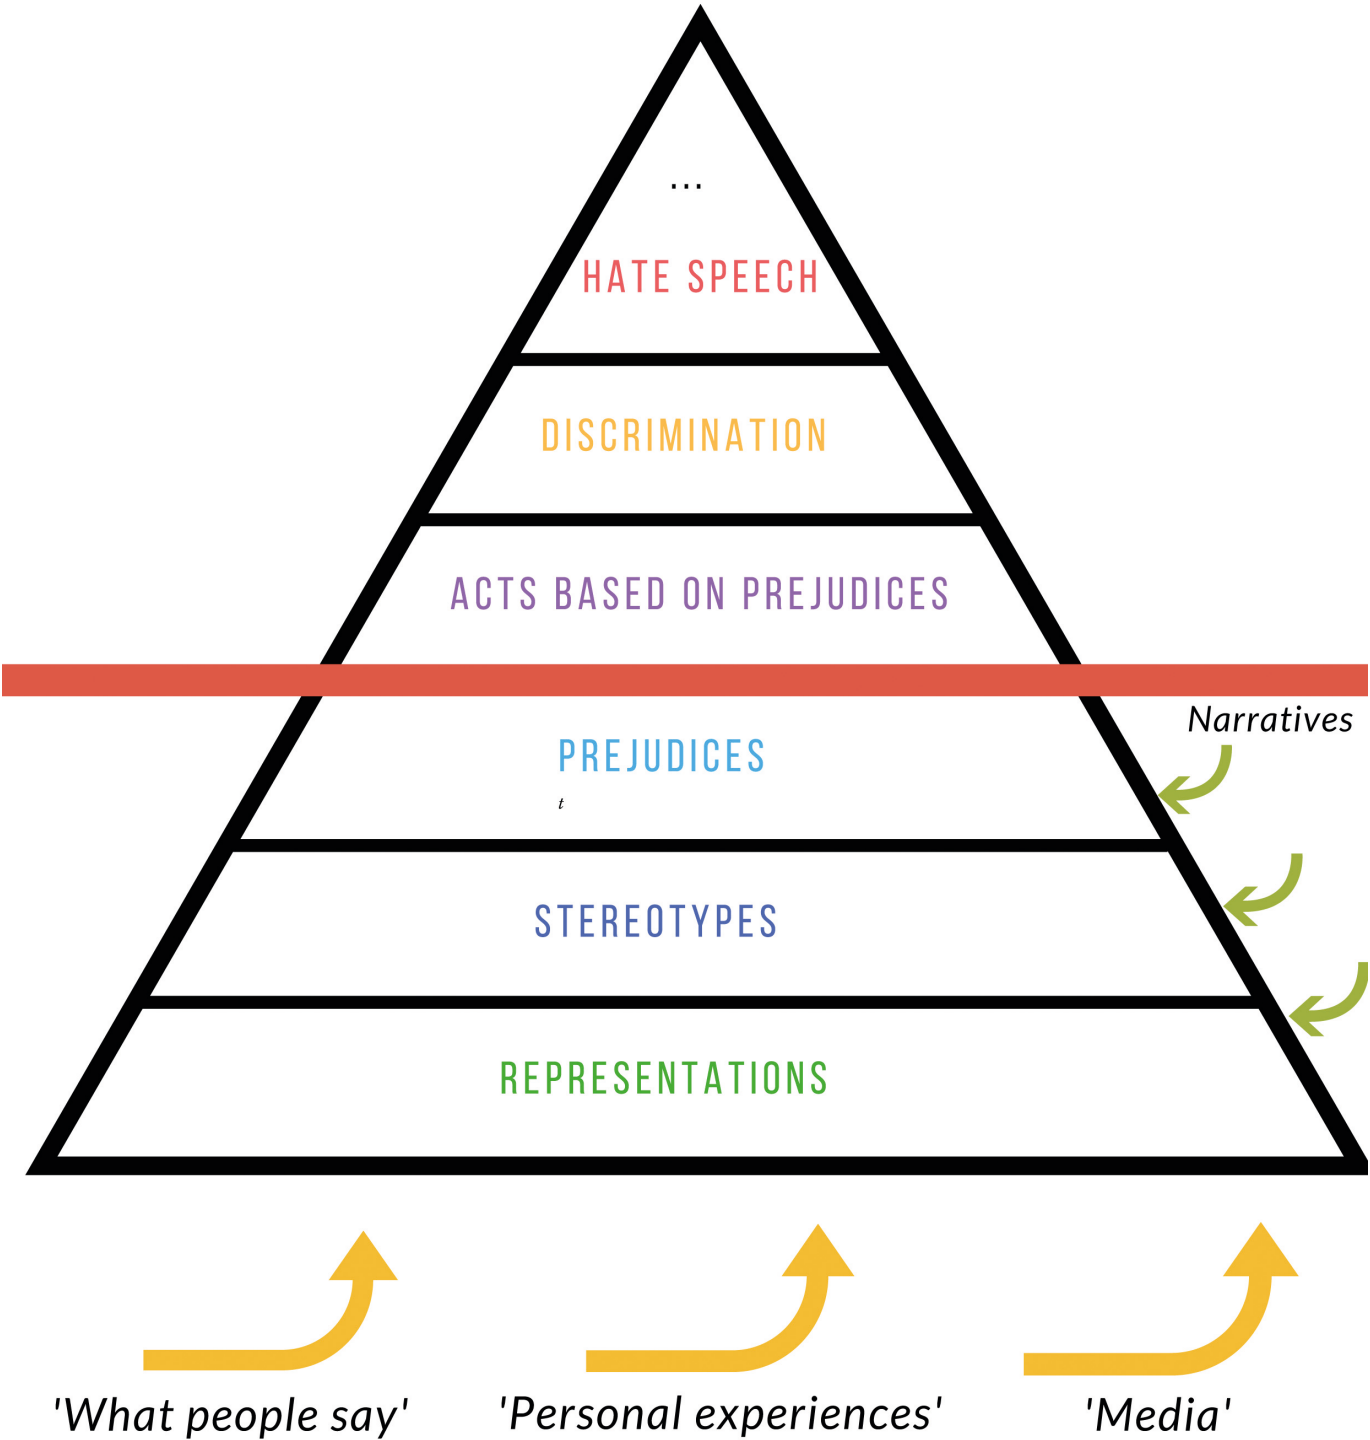 ...
HATE SPEECH
DISCRIMINATION
ACTS BASED ON PREJUDICES
Narratives
PREJUDICES
t
STEREOTYPES
REPRESENTATIONS
'What people say'
'Personal experiences'
'Media'